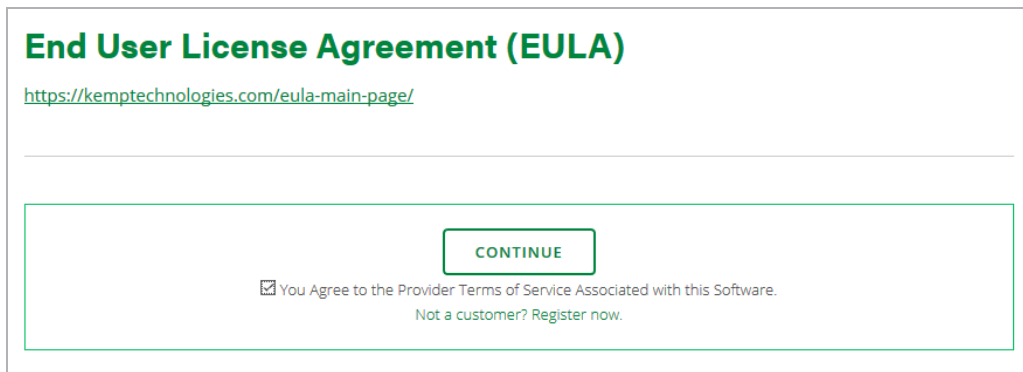 End User License Agreement (EULA)
https://kemptechnologies.com/eula-main-page/
CONTINUE
You Agree to the Provider Terms of Service Associated with this Software.
Not a customer? Register now.